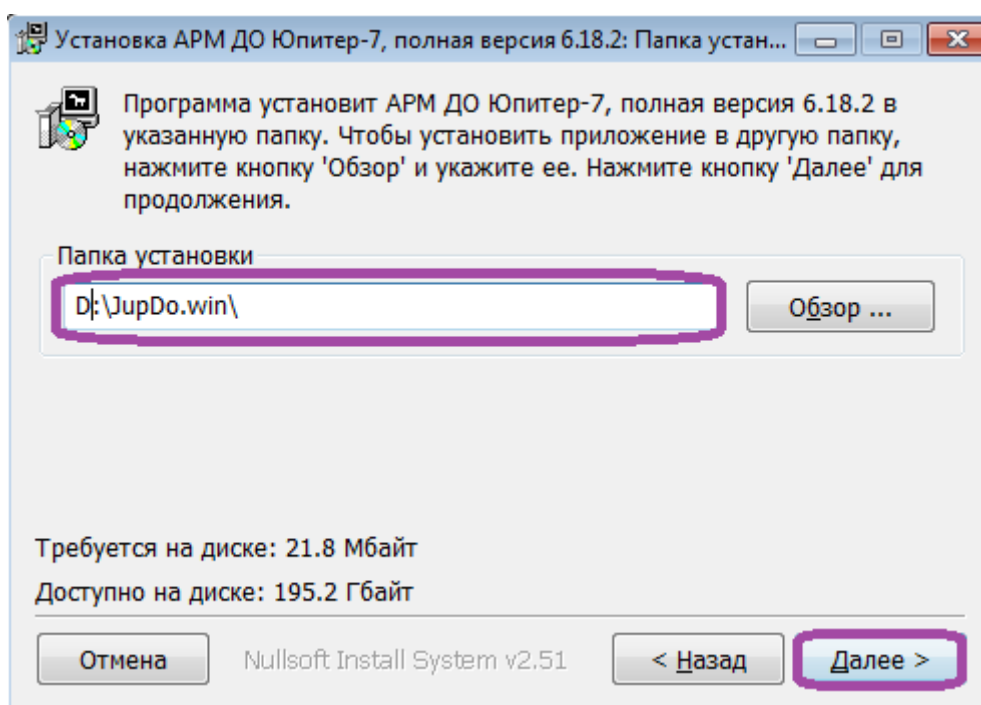 Установка АРМ ДО Юпитер-7, полная версия 6.18.2: Папка устан...
Программа установит АРМ ДО Юпитер-7, полная версия 6.18.2 в
указанную папку. Чтобы установить приложение в другую папку,
нажмите кнопку 'Обзор' и укажите ее. Нажмите кнопку 'Далее' для
продолжения.
Папка установки
D:\JupDo.win\
Обзор ...
Требуется на диске: 21.8 Мбайт
Доступно на диске: 195.2 Гбайт
Отмена
Nullsoft Install System v2.51
< Назад
Далее >